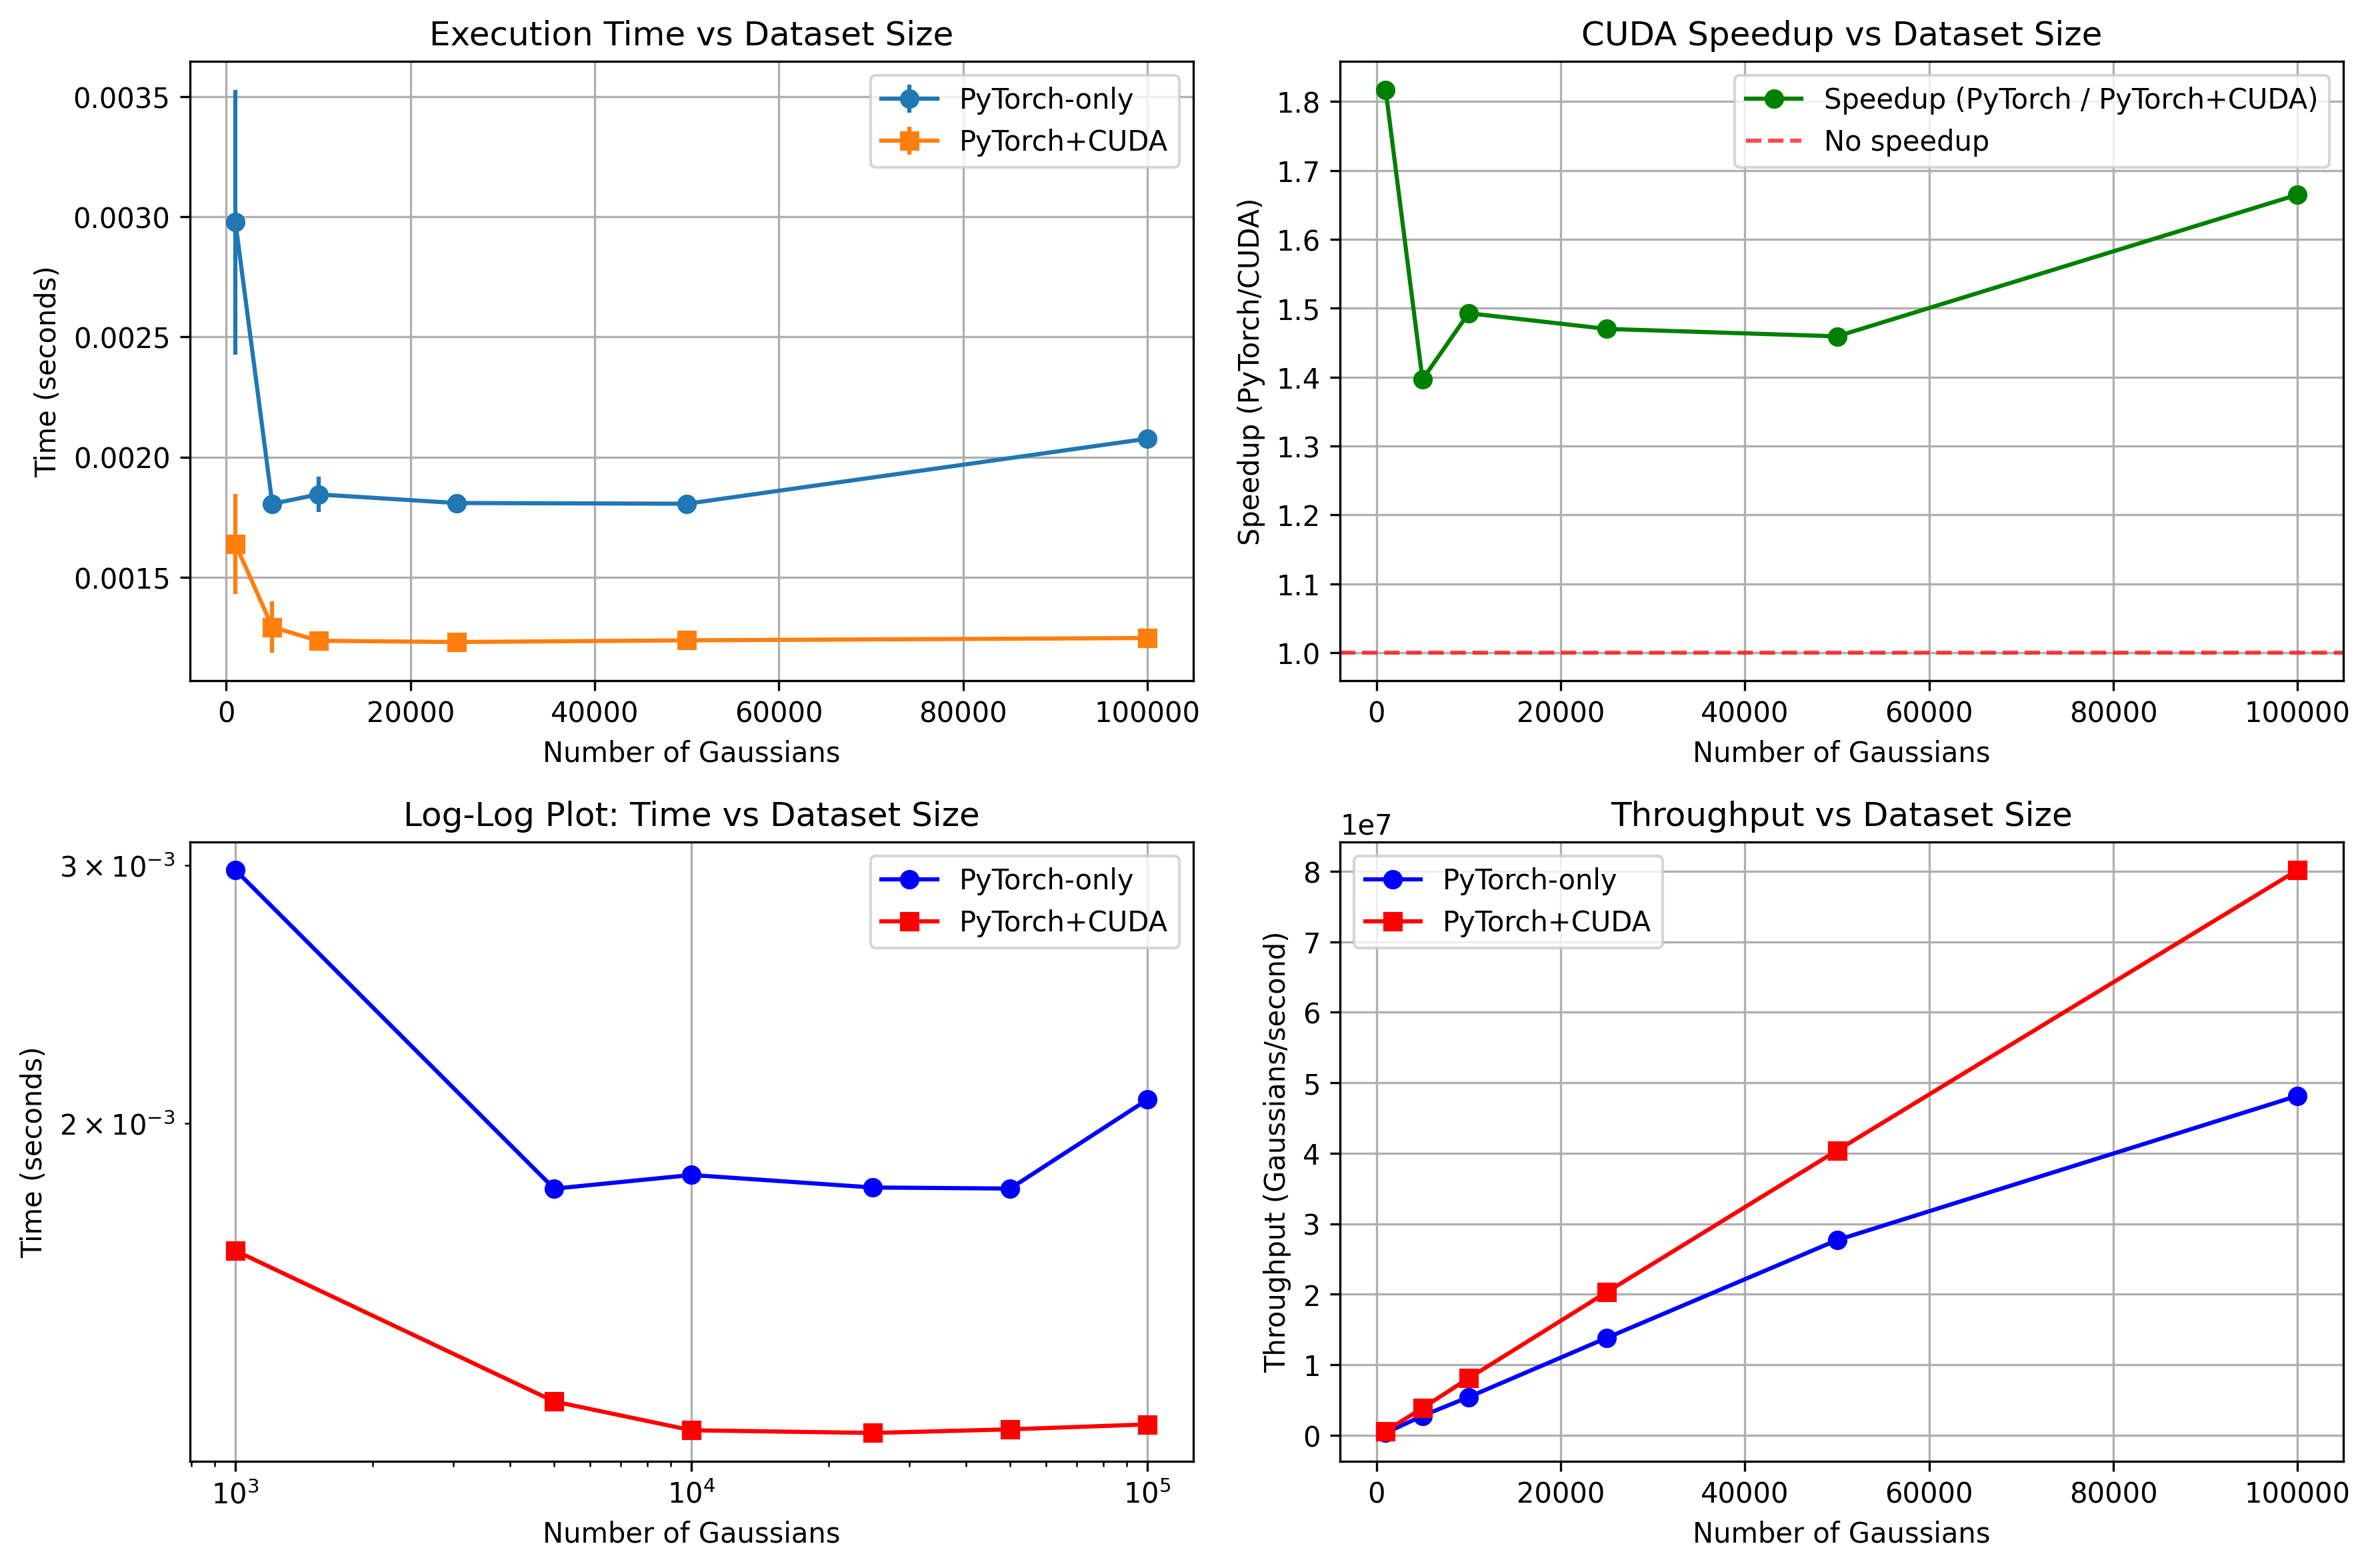 Execution Time vs Dataset Size
0.0035
0.0030
0.0025
0.0020
0.0015
Time (seconds)
PyTorch-only
PyTorch+CUDA
0 20000 40000 60000 80000 100000
Number of Gaussians
CUDA Speedup vs Dataset Size
1.8
1.7
1.6
1.5
1.4
1.3
1.2
1.1
1.0
Speedup (PyTorch/CUDA)
Speedup (PyTorch / PyTorch+CUDA)
No speedup
0 20000 40000 60000 80000 100000
Number of Gaussians
Log-Log Plot: Time vs Dataset Size
3 × 10⁻³
2 × 10⁻³
Time (seconds)
PyTorch-only
PyTorch+CUDA
10³ 10⁴ 10⁵
Number of Gaussians
Throughput vs Dataset Size
1e7
8
7
6
5
4
3
2
1
0
Throughput (Gaussians/second)
PyTorch-only
PyTorch+CUDA
0 20000 40000 60000 80000 100000
Number of Gaussians